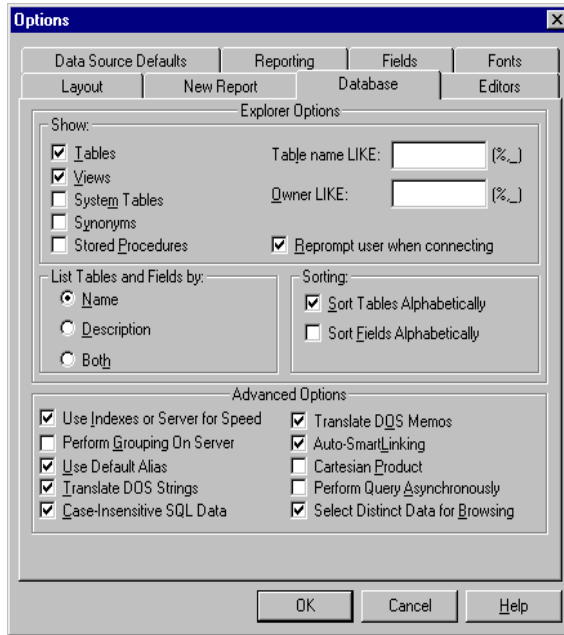 Options
Data Source Defaults Reporting Fields Fonts
Layout New Report Database Editors
Explorer Options
Show:
Tables Table name LIKE: (%,_)
Views
System Tables Owner LIKE: (%,_)
Synonyms
Stored Procedures Reprompt user when connecting
List Tables and Fields by: Sorting:
Name Sort Tables Alphabetically
Description Sort Fields Alphabetically
Both
Advanced Options
Use Indexes or Server for Speed Translate DOS Memos
Perform Grouping On Server Auto-SmartLinking
Use Default Alias Cartesian Product
Translate DOS Strings Perform Query Asynchronously
Case-Insensitive SQL Data Select Distinct Data for Browsing
OK Cancel Help